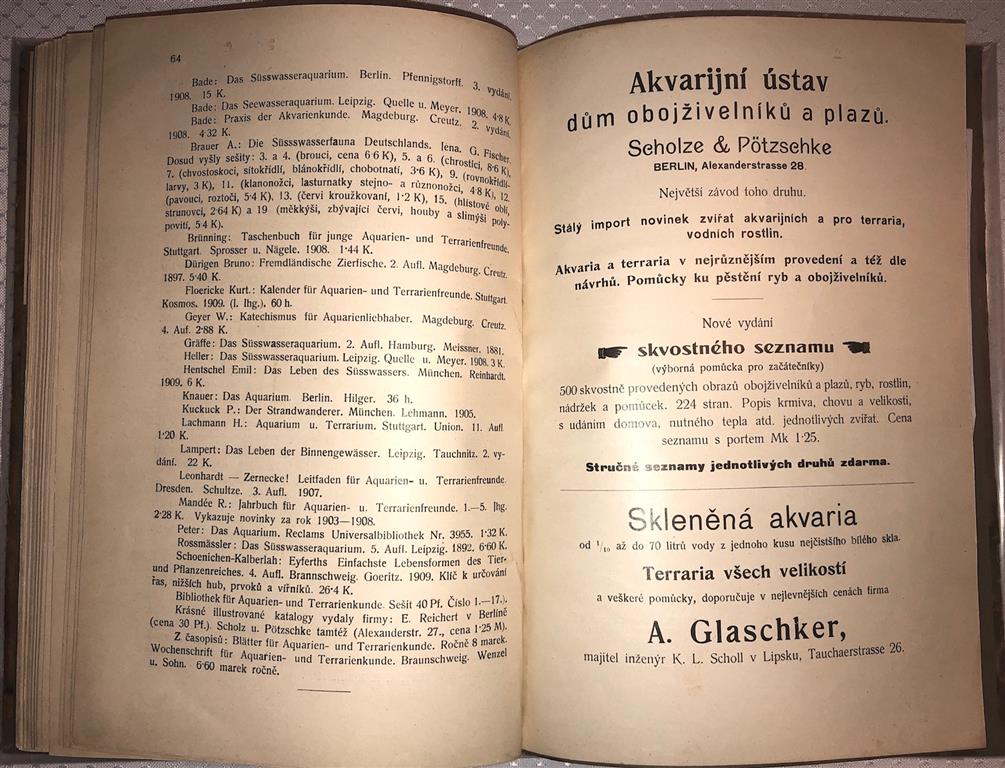 64
Bade: Das Süsswasseraquarium. Berlin. Pfennigstorff. 3. vydání.
1908. 15 K.
Bade: Das Seewasseraquarium. Leipzig. Quelle u. Meyer. 1908. 4·8 K.
Bade: Praxis der Akvarienkunde. Magdeburg. Creutz. 2. vydání.
1908. 4·32 K.
Brauer A.: Die Süssswasserfauna Deutschlands. Jena. G. Fischer.
Dosud vyšly sešity: 3. a 4. (brouci, cena 6·6 K), 5. a 6. (chrostíci, 8·6 K),
7. (chvostoskoci, síťokřídlí, blánokřídlí, chobotnatí, 3·6 K), 9. (rovnokřídlí-
larvy, 3 K), 11. (klanonožci, lasturnatky stejno- a různonožci, 4·8 K), 12.
(pavouci, roztoči, 5·4 K), 13. (červi kroužkovaní, 1·2 K), 15. (hlístové oblí,
strunovci, 2·64 K) a 19 (měkkýši, zbývající červi, houby a slimýši poly-
povití, 5·4 K).
Brünning: Taschenbuch für junge Aquarien- und Terrarienfreunde.
Stuttgart. Sprosser u. Nägele. 1908. 1·44 K.
Dürigen Bruno: Fremdländische Zierfische. 2. Aufl. Magdeburg. Creutz.
1897. 5·40 K.
Floericke Kurt.: Kalender für Aquarien- und Terrarienfreunde. Stuttgart.
Kosmos. 1909. (I. Ihg.). 60 h.
Geyer W.: Katechismus für Aquarienliebhaber. Magdeburg. Creutz.
4. Auf. 2·88 K.
Gräffe: Das Süsswasseraquarium. 2. Aufl. Hamburg. Meissner. 1881.
Heller: Das Süsswasseraquarium. Leipzig. Quelle u. Meyer. 1908. 3 K.
Hentschel Emil: Das Leben des Süsswassers. München. Reinhardt.
1909. 6 K.
Knauer: Das Aquarium. Berlin. Hilger. 36 h.
Kuckuck P.: Der Strandwanderer. München. Lehmann. 1905.
Lachmann H.: Aquarium u. Terrarium. Stuttgart. Union. 11. Aufl.
1·20 K.
Lampert: Das Leben der Binnengewässer. Leipzig. Tauchnitz. 2. vy-
dání. 22 K.
Leonhardt — Zernecke! Leitfaden für Aquarien- u. Terrarienfreunde.
Dresden. Schultze. 3. Aufl. 1907.
Mandée R.: Jahrbuch für Aquarien- u. Terrarienfreunde. 1.—5. Jhg.
2·28 K. Vykazuje novinky za rok 1903—1908.
Peter: Das Aquarium. Reclams Universalbibliothek Nr. 3955. 1·32 K.
Rossmässler: Das Süsswasseraquarium. 5. Aufl. Leipzig. 1892. 6·60 K.
Schoenichen-Kalberlah: Eyferths Einfachste Lebensformen des Tier-
und Pflanzenreiches. 4. Aufl. Brannschweig. Goeritz. 1909. Klíč k určování
řas, nižších hub, prvoků a vířníků. 26·4 K.
Bibliothek für Aquarien- und Terrarienkunde. Sešit 40 Pf. Číslo 1.—17.).
Krásné illustrované katalogy vydaly firmy: E. Reichert v Berlíně
(cena 30 Pf.). Scholz u. Pötzschke tamtéž (Alexanderstr. 27., cena 1·25 M).
Z časopisů: Blätter für Aquarien- und Terrarienkunde. Ročně 8 marek.
Wochenschrift für Aquarien- und Terrarienkunde. Braunschweig. Wenzel
u. Sohn. 6·60 marek ročně.
Akvarijní ústav
dům obojživelníků a plazů.
Scholze & Pötzschke
BERLIN, Alexanderstrasse 28.
Největší závod toho druhu.
Stálý import novinek zvířat akvarijních a pro terraria,
vodních rostlin.
Akvaria a terraria v nejrůznějším provedení a též dle
návrhů. Pomůcky ku pěstění ryb a obojživelníků.
Nové vydání
skvostného seznamu
(výborná pomůcka pro začátečníky)
500 skvostně provedených obrazů obojživelníků a plazů, ryb, rostlin,
nádržek a pomůcek. 224 stran. Popis krmiva, chovu a velikosti,
s udáním domova, nutného tepla atd. jednotlivých zvířat. Cena
seznamu s portem Mk 1·25.
Stručné seznamy jednotlivých druhů zdarma.
Skleněná akvaria
od 1/10 až do 70 litrů vody z jednoho kusu nejčistšího bílého skla.
Terraria všech velikostí
a veškeré pomůcky, doporučuje v nejlevnějších cenách firma
A. Glaschker,
majitel inženýr K. L. Scholl v Lipsku, Tauchaerstrasse 26.